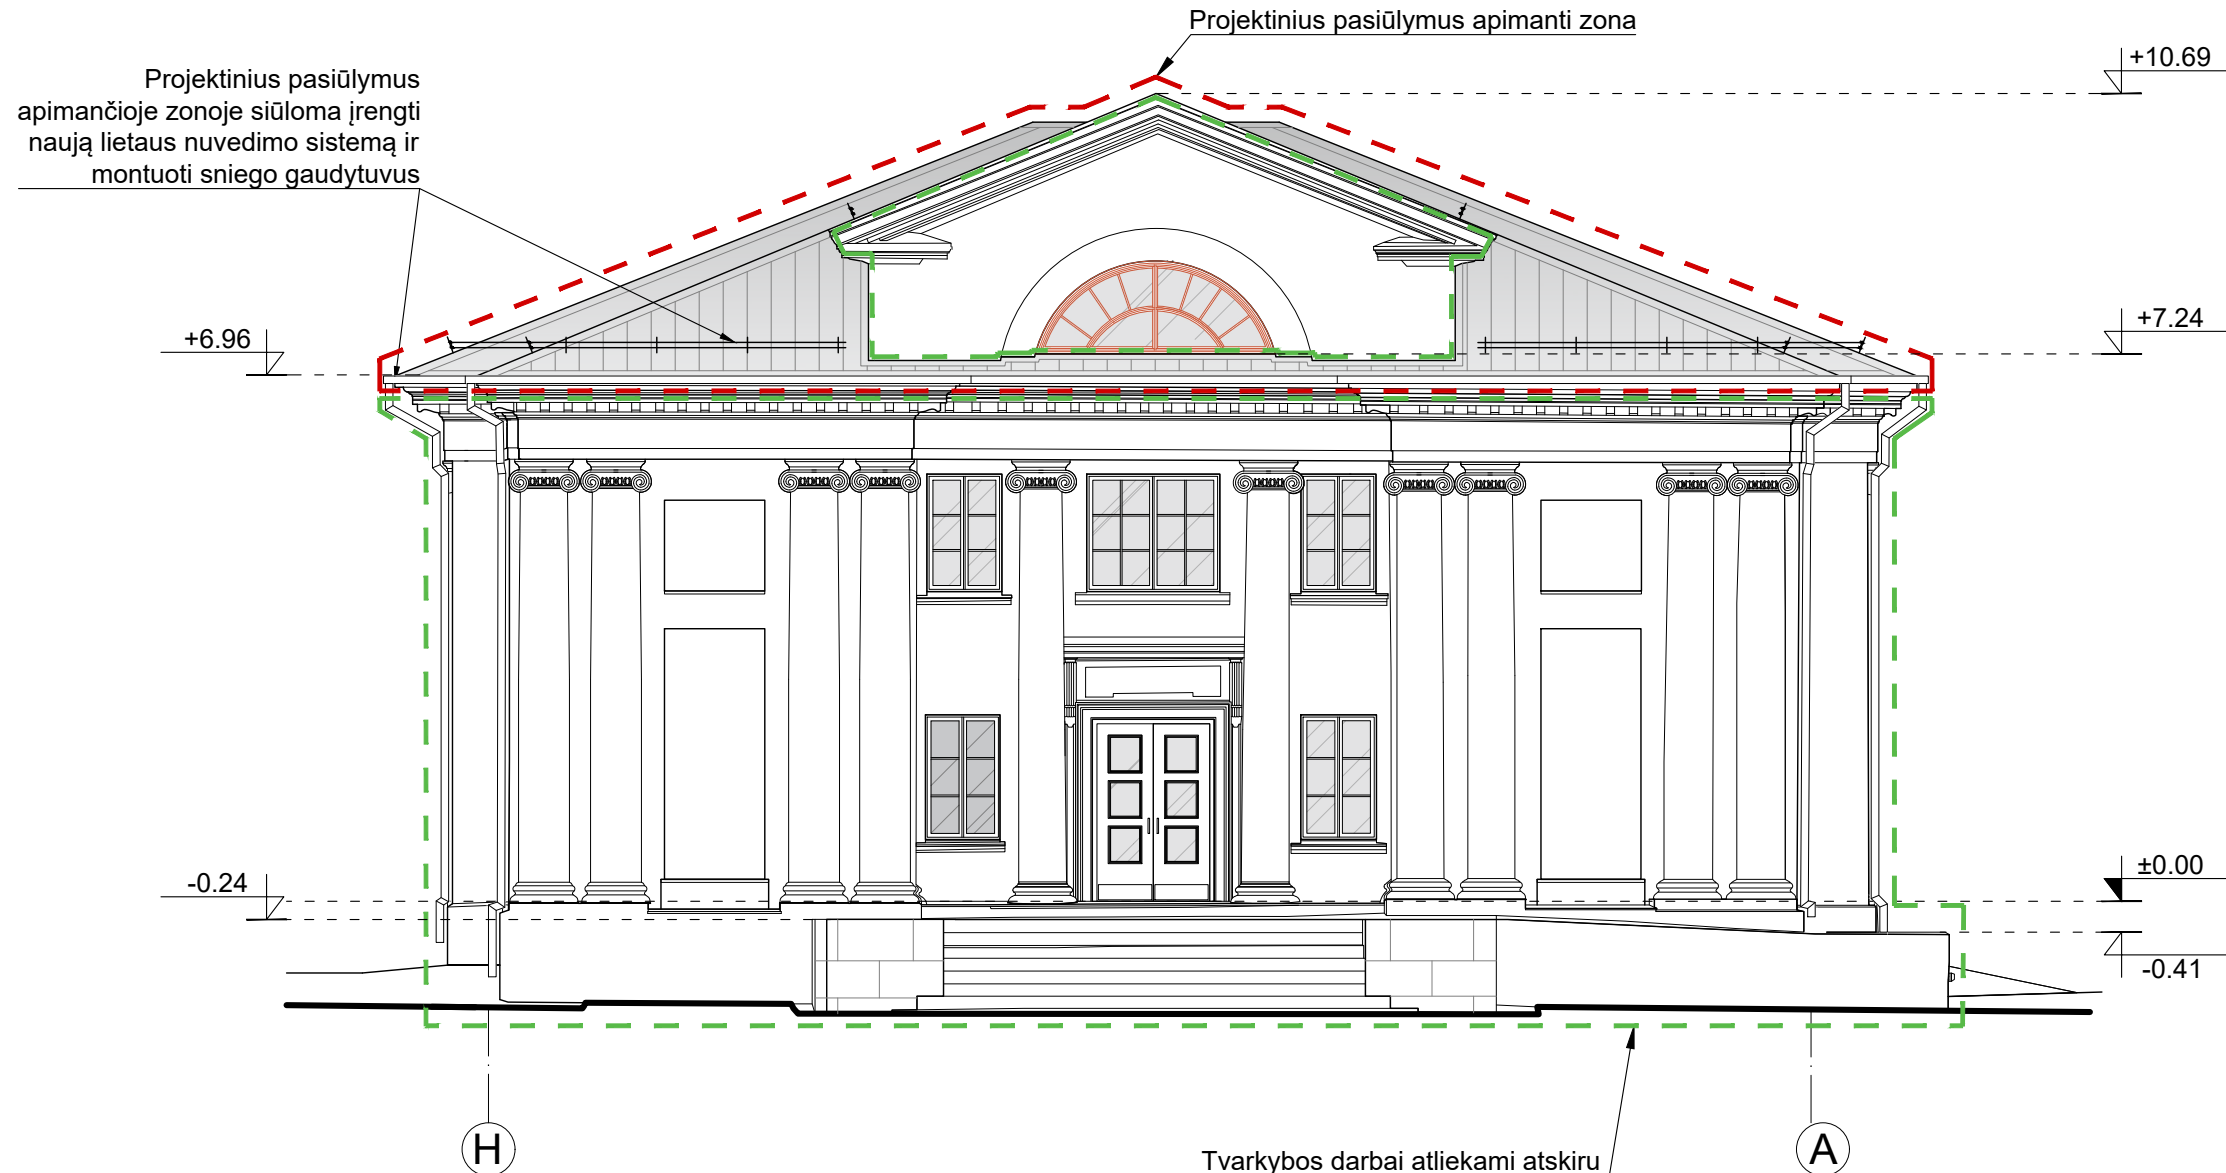 Projektinius pasiūlymus apimanti zona
Projektinius pasiūlymus
apimančioje zonoje siūloma įrengti
naują lietaus nuvedimo sistemą ir
montuoti sniego gaudytuvus
+10.69
+6.96
+7.24
-0.24
±0.00
-0.41
H
A
Tvarkybos darbai atliekami atskiru